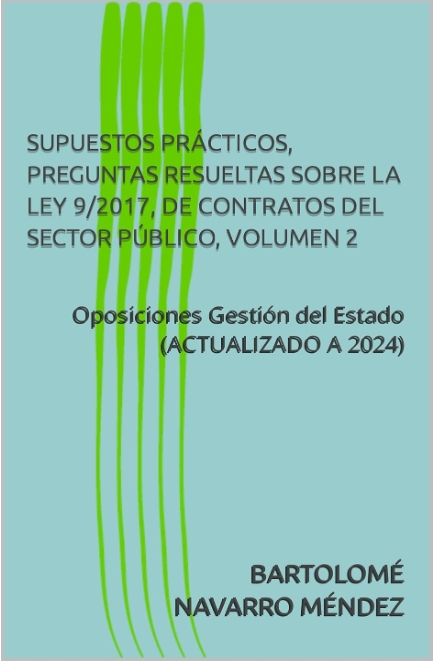 SUPUESTOS PRÁCTICOS,
PREGUNTAS RESUELTAS SOBRE LA
LEY 9/2017, DE CONTRATOS DEL
SECTOR PÚBLICO, VOLUMEN 2
Oposiciones Gestión del Estado
(ACTUALIZADO A 2024)
BARTOLOMÉ
NAVARRO MÉNDEZ